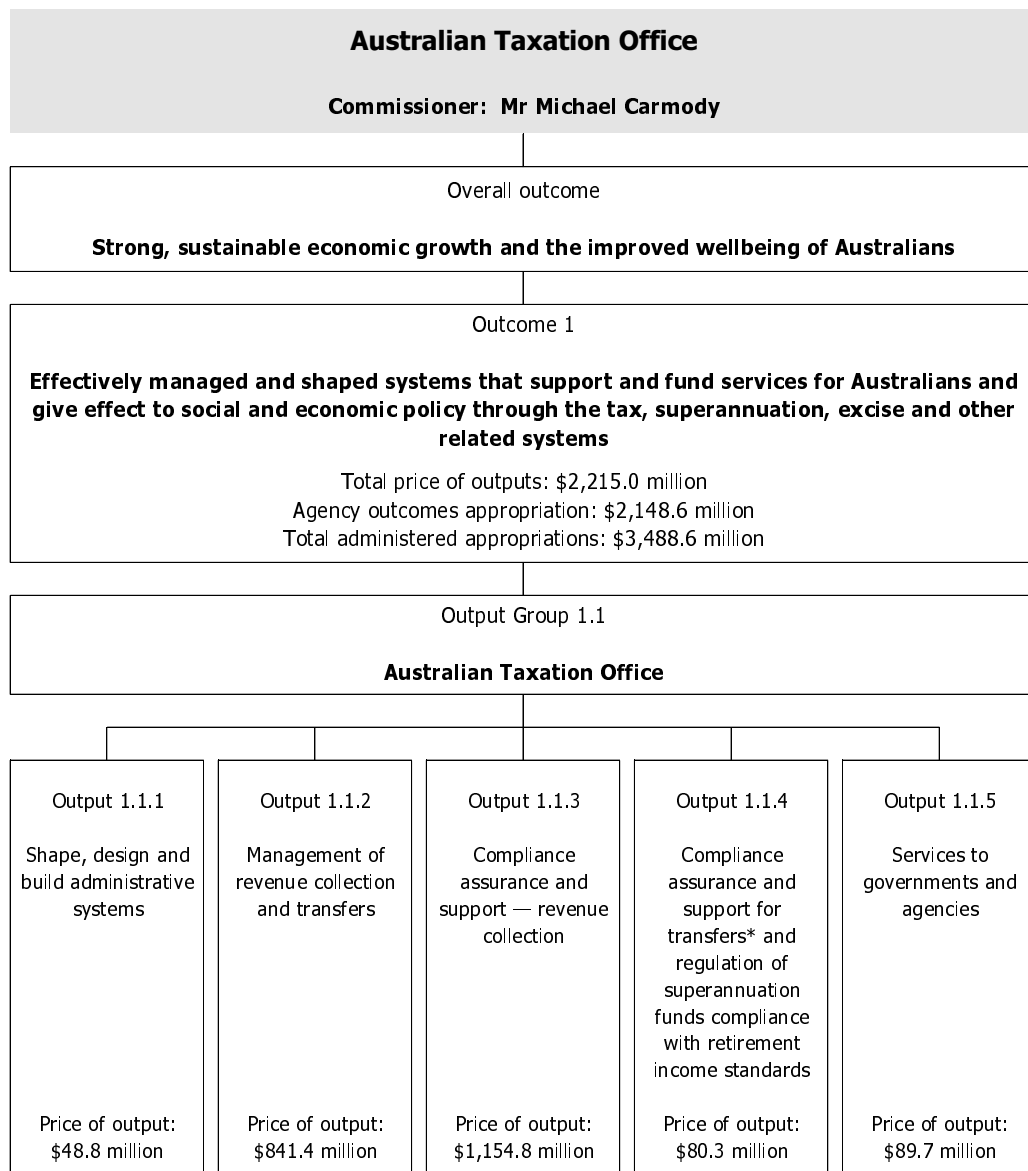 Australian Taxation Office
Commissioner: Mr Michael Carmody
Overall outcome
Strong, sustainable economic growth and the improved wellbeing of Australians
Outcome 1
Effectively managed and shaped systems that support and fund services for Australians and
give effect to social and economic policy through the tax, superannuation, excise and other
related systems
Total price of outputs: $2,215.0 million
Agency outcomes appropriation: $2,148.6 million
Total administered appropriations: $3,488.6 million
Output Group 1.1
Australian Taxation Office
Output 1.1.1
Shape, design and
build administrative
systems
Price of output:
$48.8 million
Output 1.1.2
Management of
revenue collection
and transfers
Price of output:
$841.4 million
Output 1.1.3
Compliance
assurance and
support — revenue
collection
Price of output:
$1,154.8 million
Output 1.1.4
Compliance
assurance and
support for
transfers* and
regulation of
superannuation
funds compliance
with retirement
income standards
Price of output:
$80.3 million
Output 1.1.5
Services to
governments and
agencies
Price of output:
$89.7 million